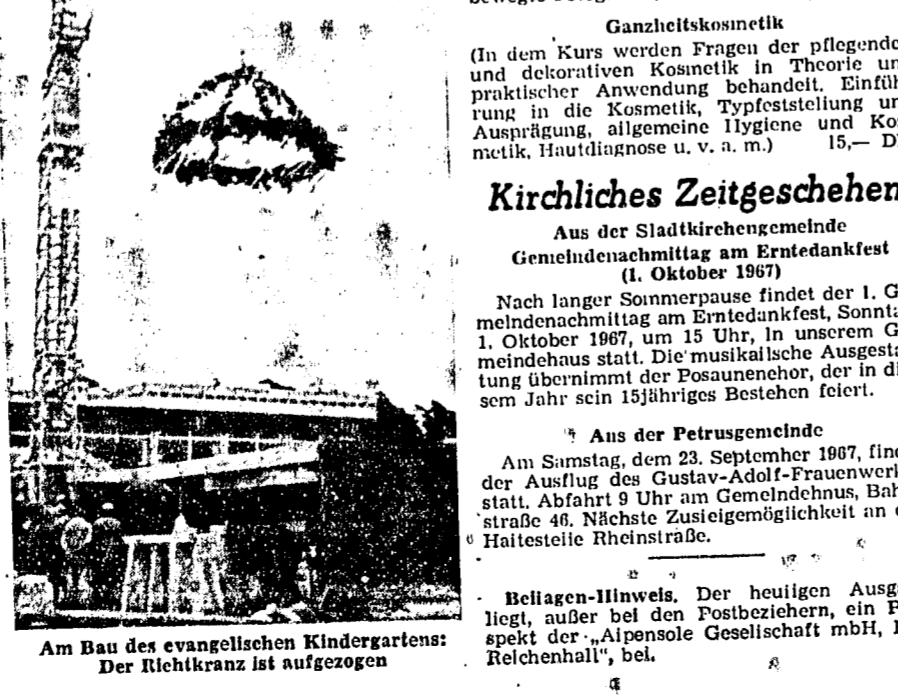 Am Bau des evangelischen Kindergartens:
Der Richtkranz ist aufgezogen
Ganzheitskosmetik
(In dem Kurs werden Fragen der pflegende
und dekorativen Kosmetik in Theorie un
praktischer Anwendung behandelt. Einfüh
rung in die Kosmetik, Typfeststellung un
Ausprägung, allgemeine Hygiene und Ko
metik, Hautdiagnose u. v. a. m.) 15,— D
Kirchliches Zeitgeschehen
Aus der Stadtkirchengemeinde
Gemeindenachmittag am Erntedankfest
(1. Oktober 1967)
Nach langer Sommerpause findet der 1. G
meindenachmittag am Erntedankfest, Sonnta
1. Oktober 1967, um 15 Uhr, in unserem G
meindehaus statt. Die musikalische Ausgesta
tung übernimmt der Posaunenchor, der in di
sem Jahr sein 15jähriges Bestehen feiert.
Aus der Petrusgemeinde
Am Samstag, dem 23. September 1967, fin
der Ausflug des Gustav-Adolf-Frauenwerk
statt. Abfahrt 9 Uhr am Gemeindehaus, Bah
straße 46. Nächste Zusteigemöglichkeit an
Haltestelle Rheinstraße.
Beilagen-Hinweis. Der heutigen Ausg
liegt, außer bei den Postbeziehern, ein P
spekt der „Alpensole Gesellschaft mbH,
Reichenhall", bei.